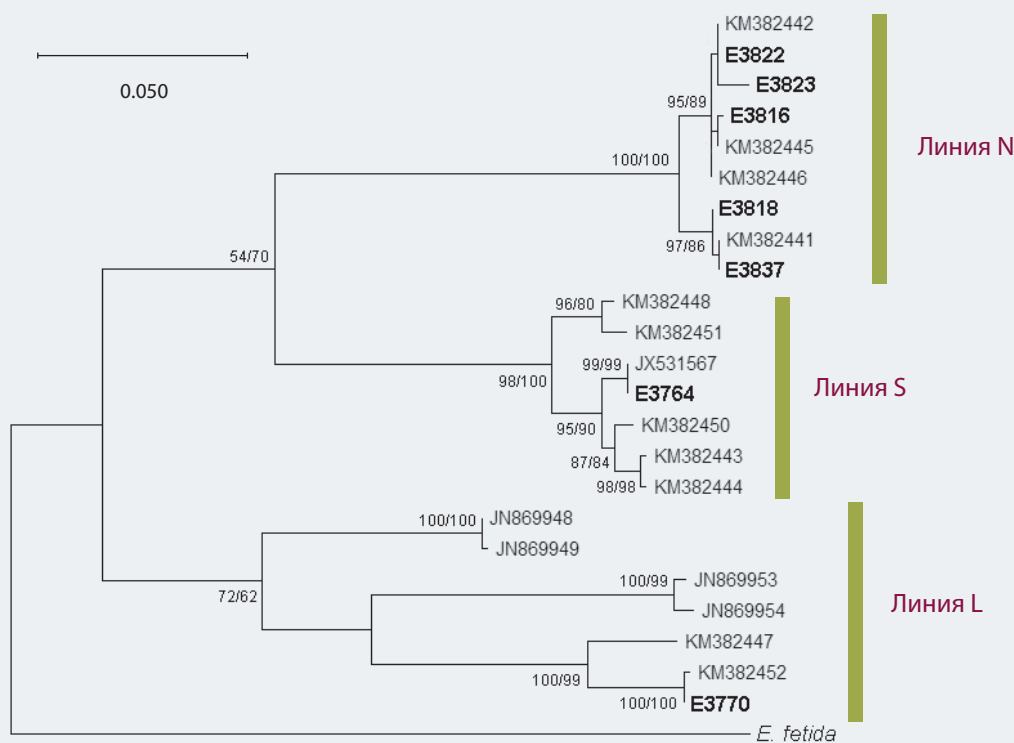 0.050
KM382442
E3822
E3823
95/89
E3816
KM382445
100/100
KM382446
E3818
97/86
KM382441
E3837
Линия N
54/70
96/80
KM382448
KM382451
99/99
JX531567
98/100
E3764
95/90
KM382450
87/84
KM382443
98/98
KM382444
Линия S
100/100
JN869948
JN869949
72/62
100/99
JN869953
JN869954
KM382447
100/99
KM382452
100/100
E3770
Линия L
E. fetida